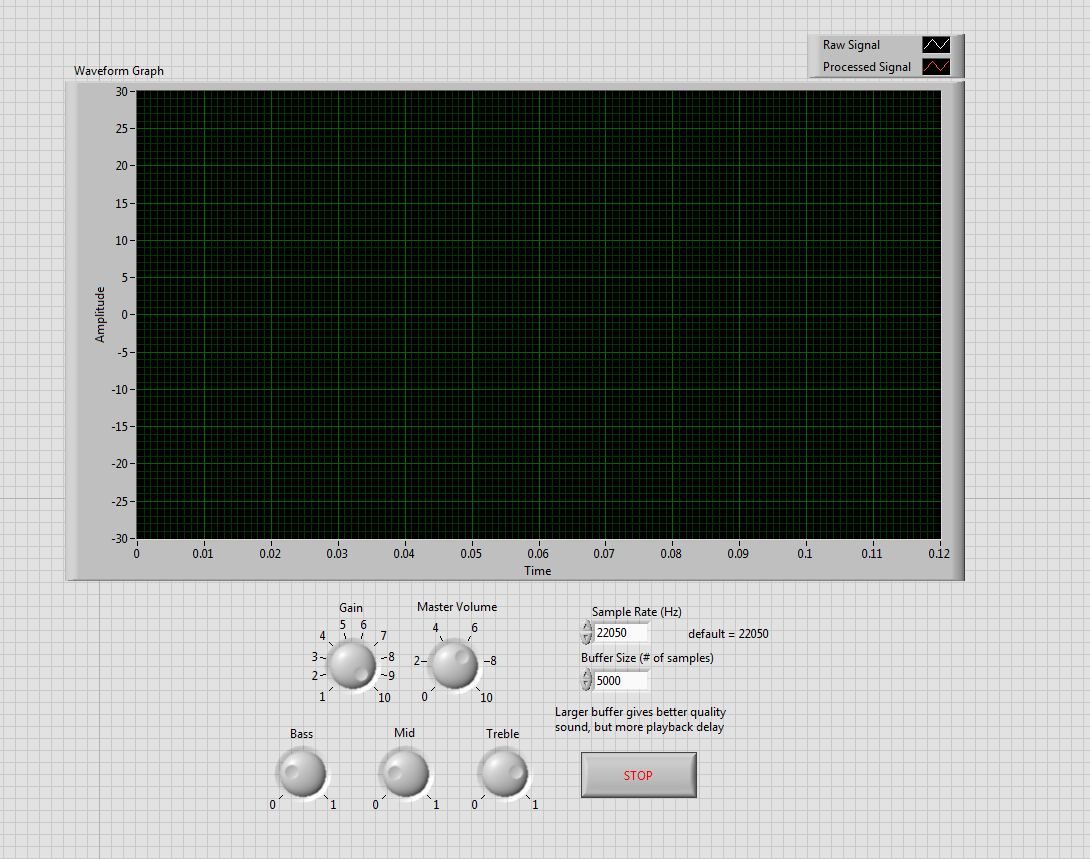 Raw Signal
Processed Signal
Waveform Graph
30
25
20
15
10
5
0
-5
-10
-15
-20
-25
-30
Amplitude
0 0.01 0.02 0.03 0.04 0.05 0.06 0.07 0.08 0.09 0.1 0.11 0.12
Time
Gain
1 2 3 4 5 6 7 8 9 10
Master Volume
0 2 4 6 8 10
Sample Rate (Hz)
22050
default = 22050
Buffer Size (# of samples)
5000
Larger buffer gives better quality
sound, but more playback delay
Bass
0 1
Mid
0 1
Treble
0 1
STOP